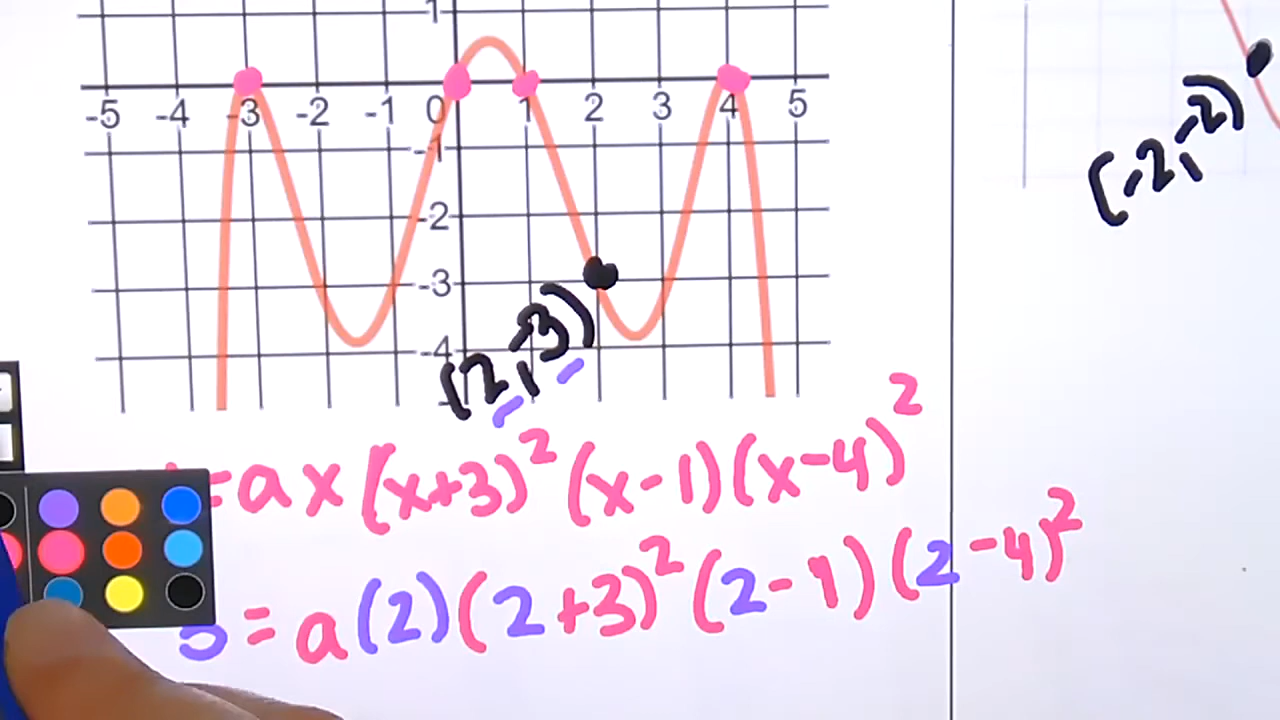 1
-5 -4 -3 -2 -1 0 1 2 3 4 5
-1
-2
-3
-4
(2,-3)
(-2,-2)
=ax(x+3)²(x-1)(x-4)²
=a(2)(2+3)²(2-1)(2-4)²